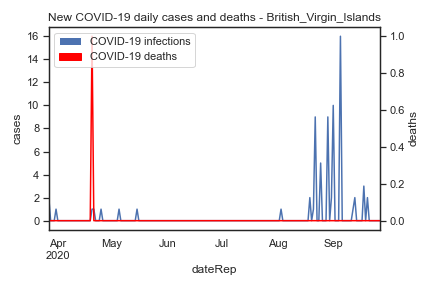 New COVID-19 daily cases and deaths - British_Virgin_Islands
COVID-19 infections
COVID-19 deaths
16
14
12
10
8
6
4
2
0
cases
1.0
0.8
0.6
0.4
0.2
0.0
deaths
Apr May Jun Jul Aug Sep
2020
dateRep